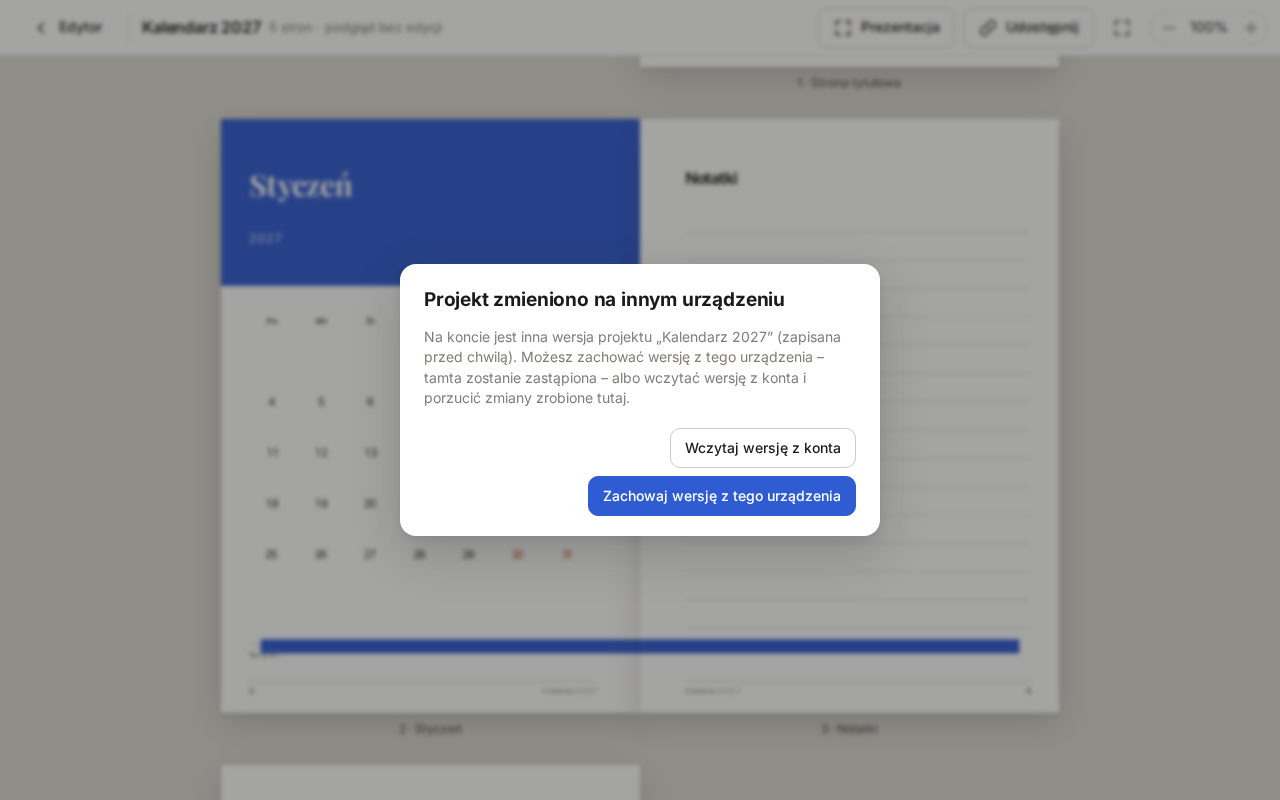 Edytor
Kalendarz 2027 5 stron · podgląd bez edycji
Prezentacja
Udostępnij
100%
1 · Strona tytułowa
Styczeń
2027
Notatki
Projekt zmieniono na innym urządzeniu
Na koncie jest inna wersja projektu „Kalendarz 2027” (zapisana
przed chwilą). Możesz zachować wersję z tego urządzenia –
tamta zostanie zastąpiona – albo wczytać wersję z konta i
porzucić zmiany zrobione tutaj.
Wczytaj wersję z konta
Zachowaj wersję z tego urządzenia
4 5 6
11 12 13
18 19 20
25 26 27 28 29 30 31
2 · Styczeń
3 · Notatki